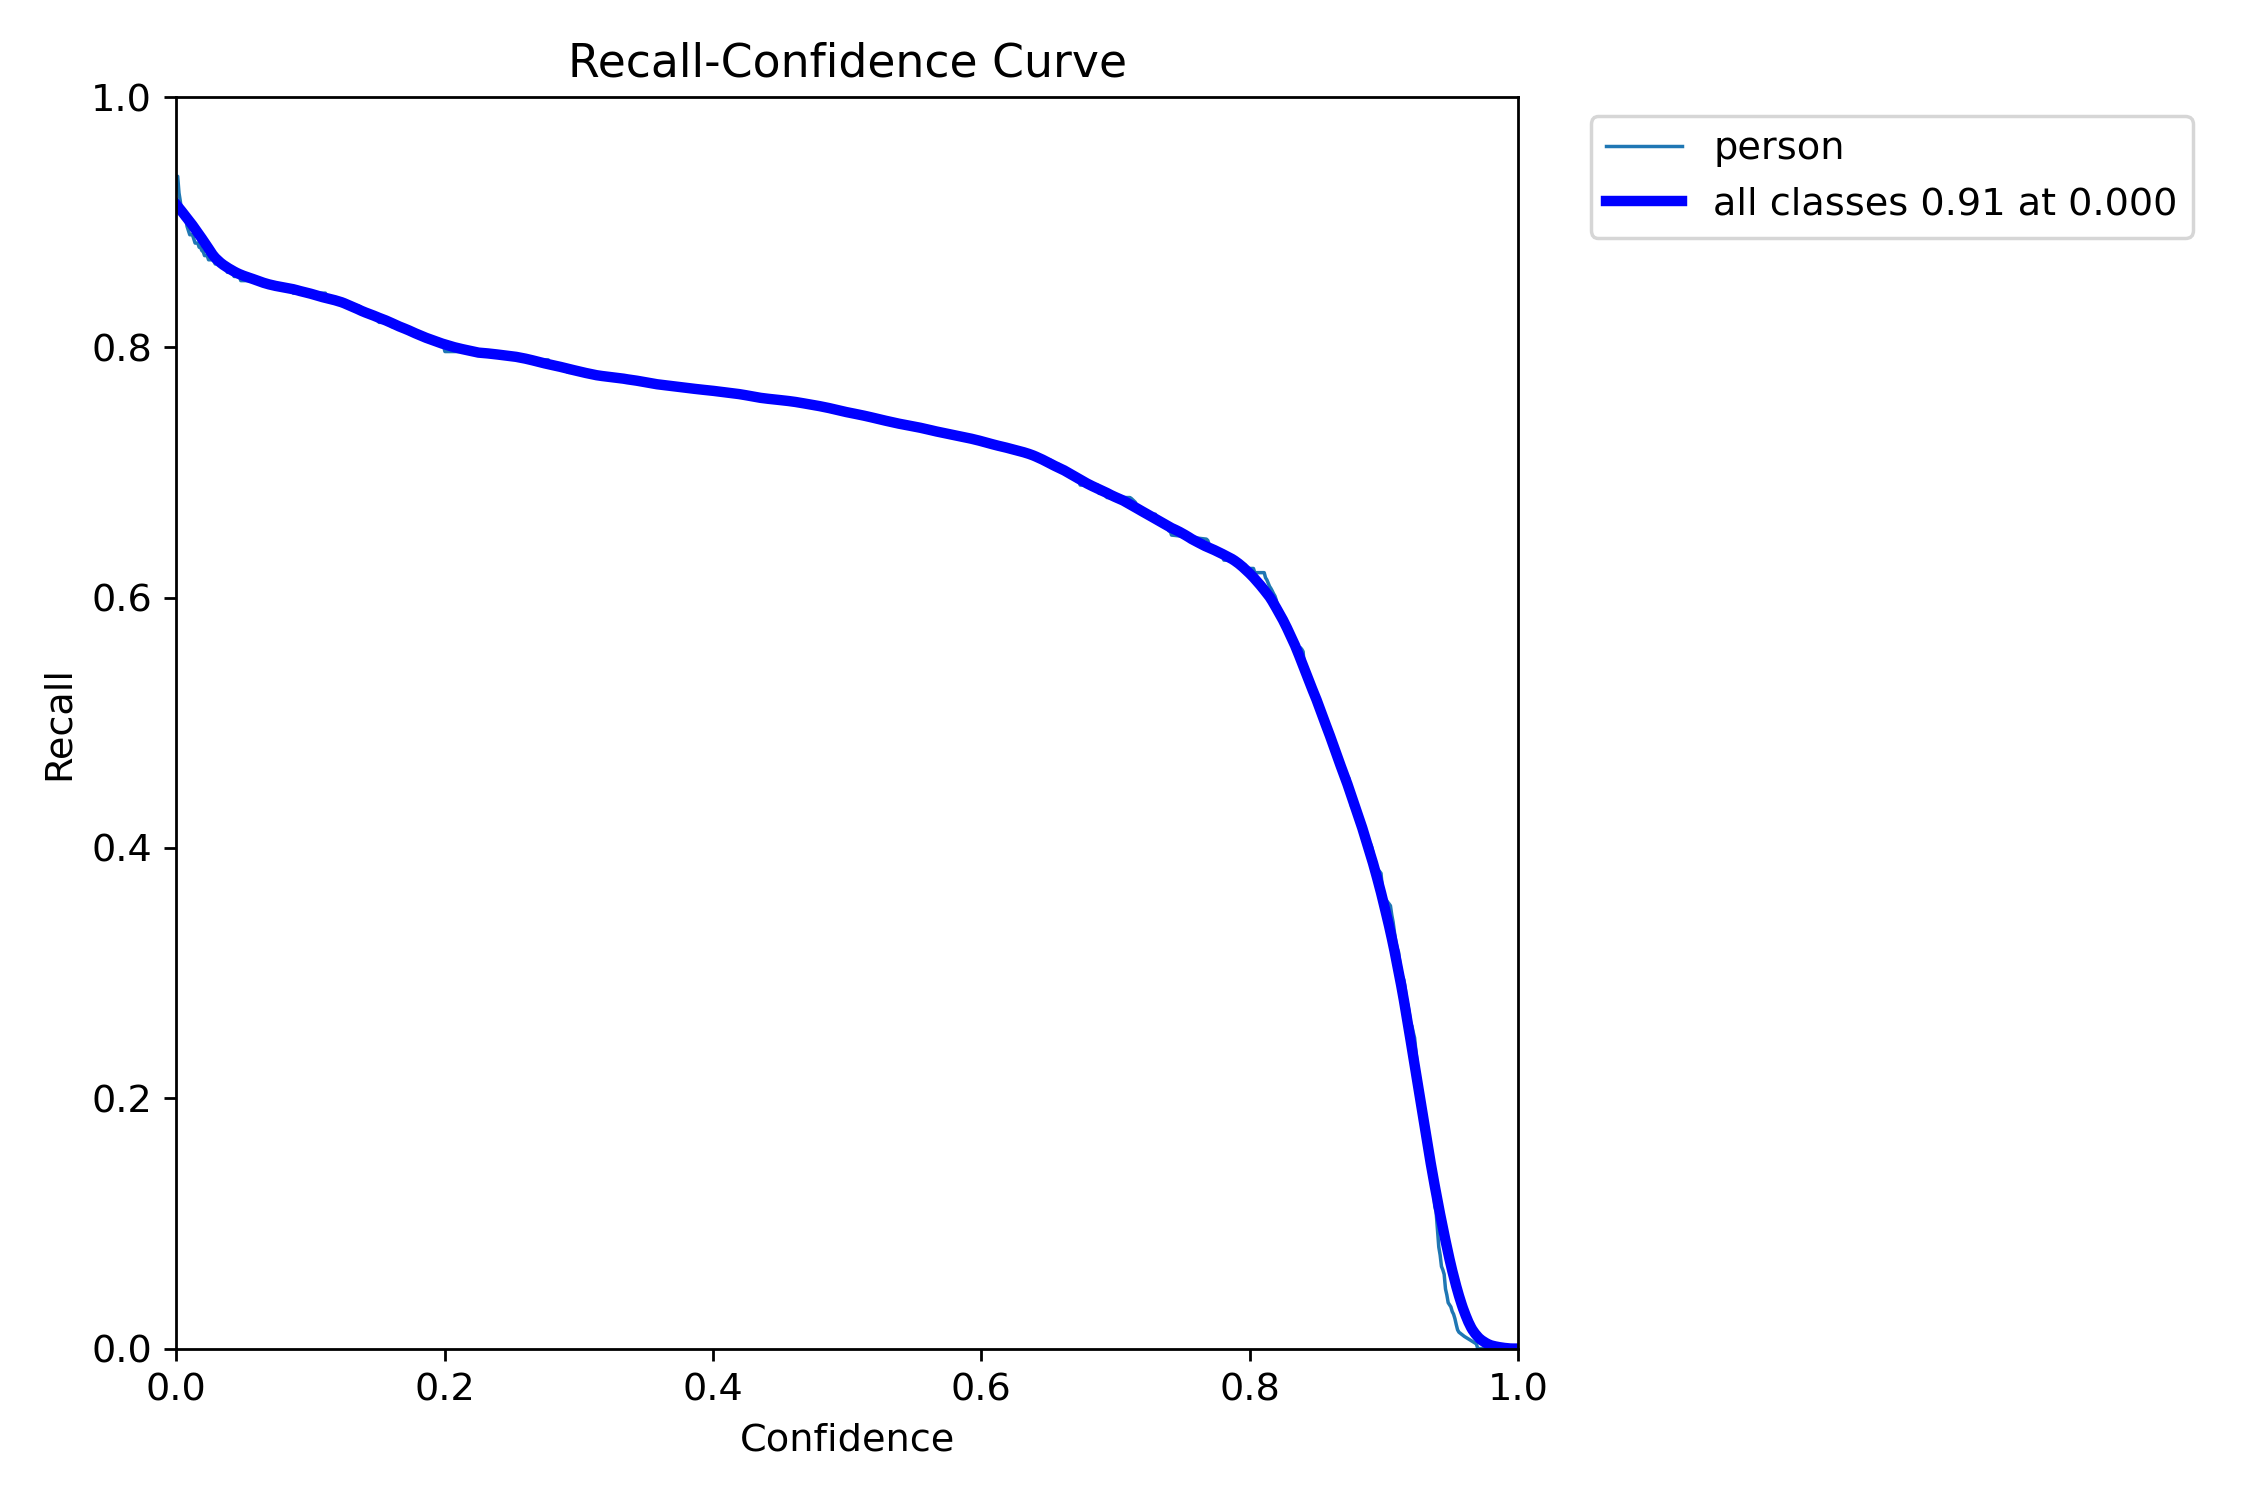 Recall-Confidence Curve
1.0
0.8
0.6
0.4
0.2
0.0
Recall
0.0 0.2 0.4 0.6 0.8 1.0
Confidence
person
all classes 0.91 at 0.000